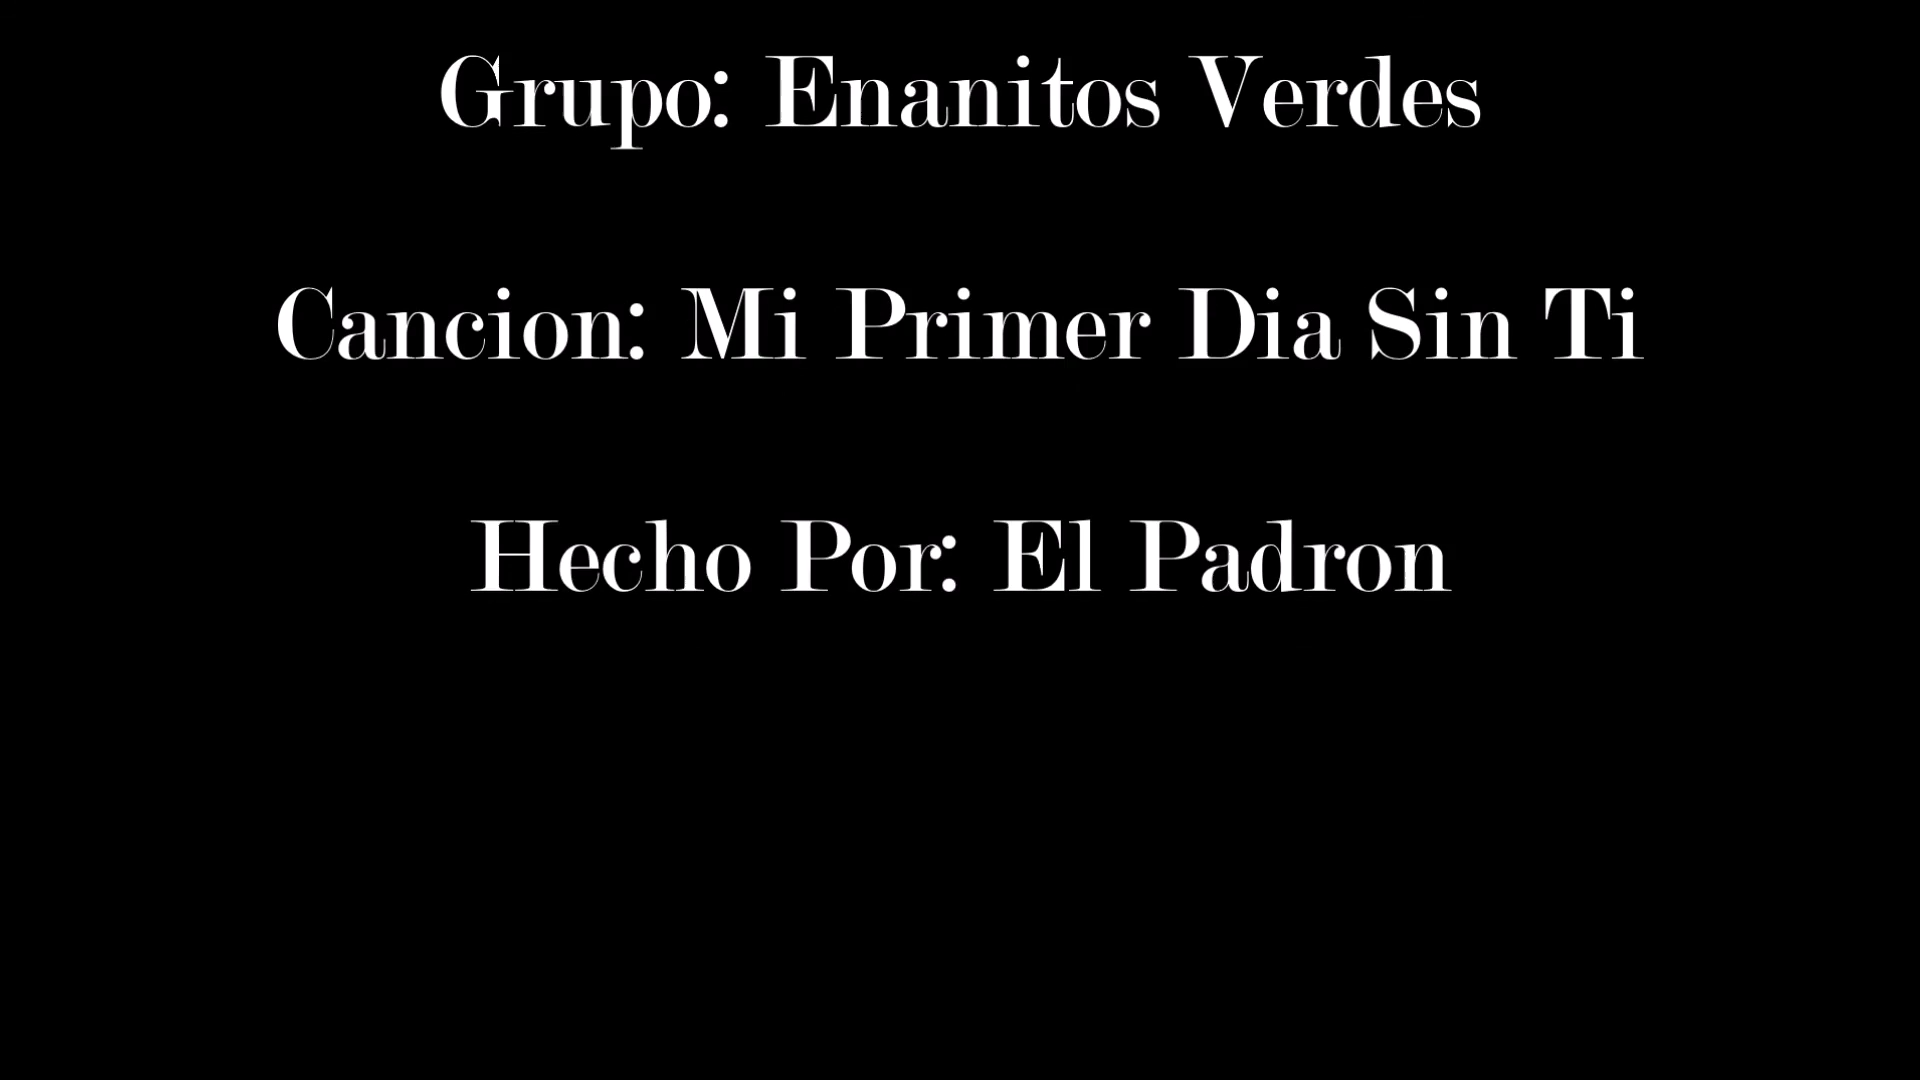 Grupo: Enanitos Verdes
Cancion: Mi Primer Dia Sin Ti
Hecho Por: El Padron